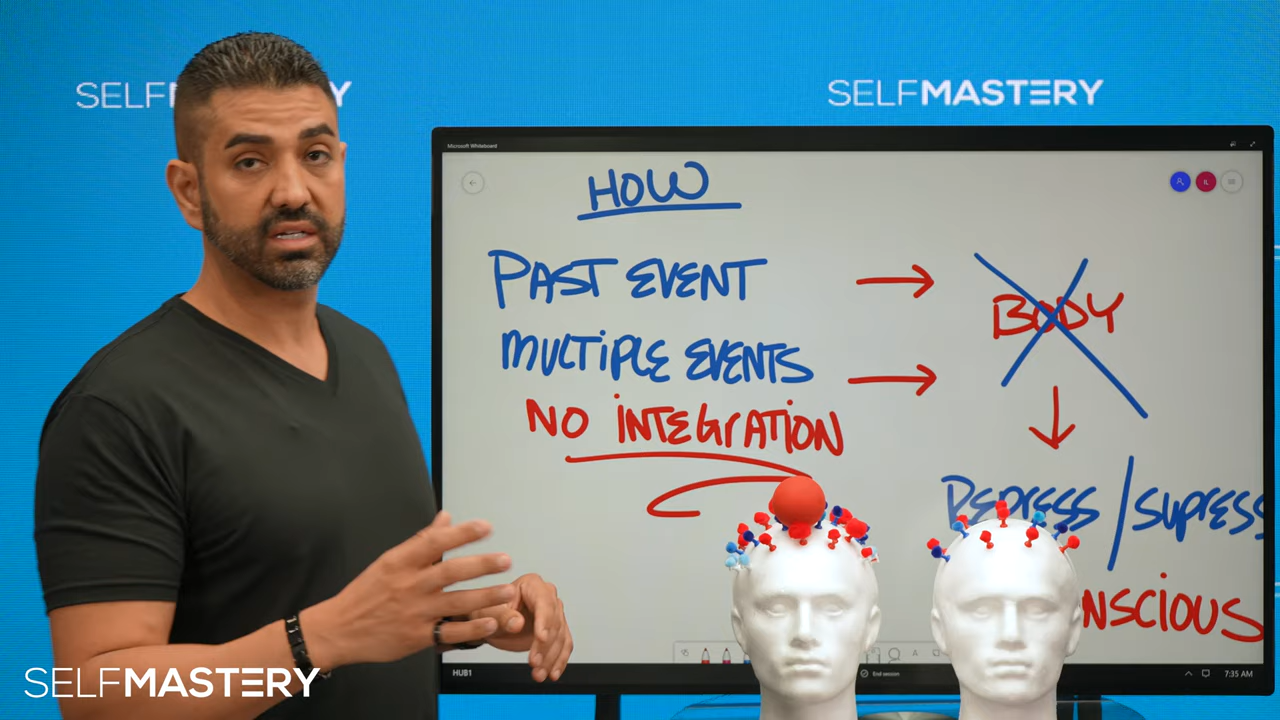 SELFMASTERY
Microsoft Whiteboard
HOW
PAST EVENT
BODY
MULTIPLE EVENTS
NO INTEGRATION
REPRESS / SUPRESS
NSCIOUS
HUB1
End session
7:35 AM
SELFMASTERY